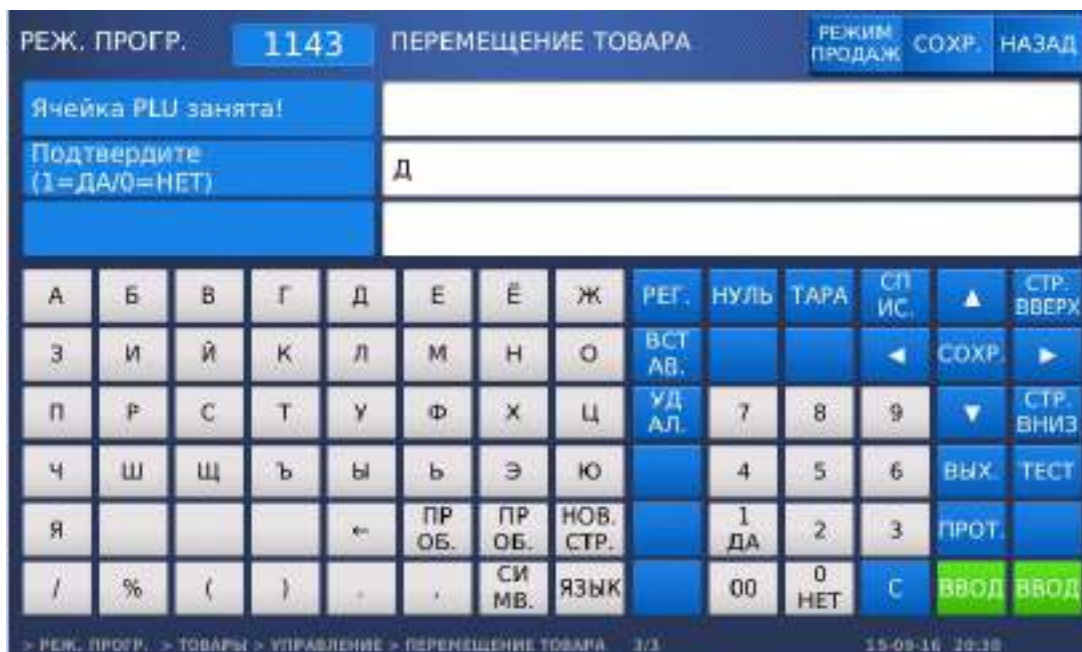 РЕЖ. ПРОГР. 1143 ПЕРЕМЕЩЕНИЕ ТОВАРА РЕЖИМ ПРОДАЖ СОХР. НАЗАД
Ячейка PLU занята!
Подтвердите
(1=ДА/0=НЕТ) Д
А Б В Г Д Е Ё Ж РЕГ. НУЛЬ ТАРА СП ИС. ▲ СТР. ВВЕРХ
З И Й К Л М Н О ВСТ АВ. ◄ СОХР. ►
П Р С Т У Ф Х Ц УД АЛ. 7 8 9 ▼ СТР. ВНИЗ
Ч Ш Щ Ъ Ы Ь Э Ю 4 5 6 ВЫХ. ТЕСТ
Я ← ПР ОБ. ПР ОБ. НОВ. СТР. 1 ДА 2 3 ПРОТ.
/ % ( ) . , СИ МВ. ЯЗЫК 00 0 НЕТ С ВВОД ВВОД
> РЕЖ. ПРОГР. > ТОВАРЫ > УПРАВЛЕНИЕ > ПЕРЕМЕЩЕНИЕ ТОВАРА 3/3 15-09-16 20:30